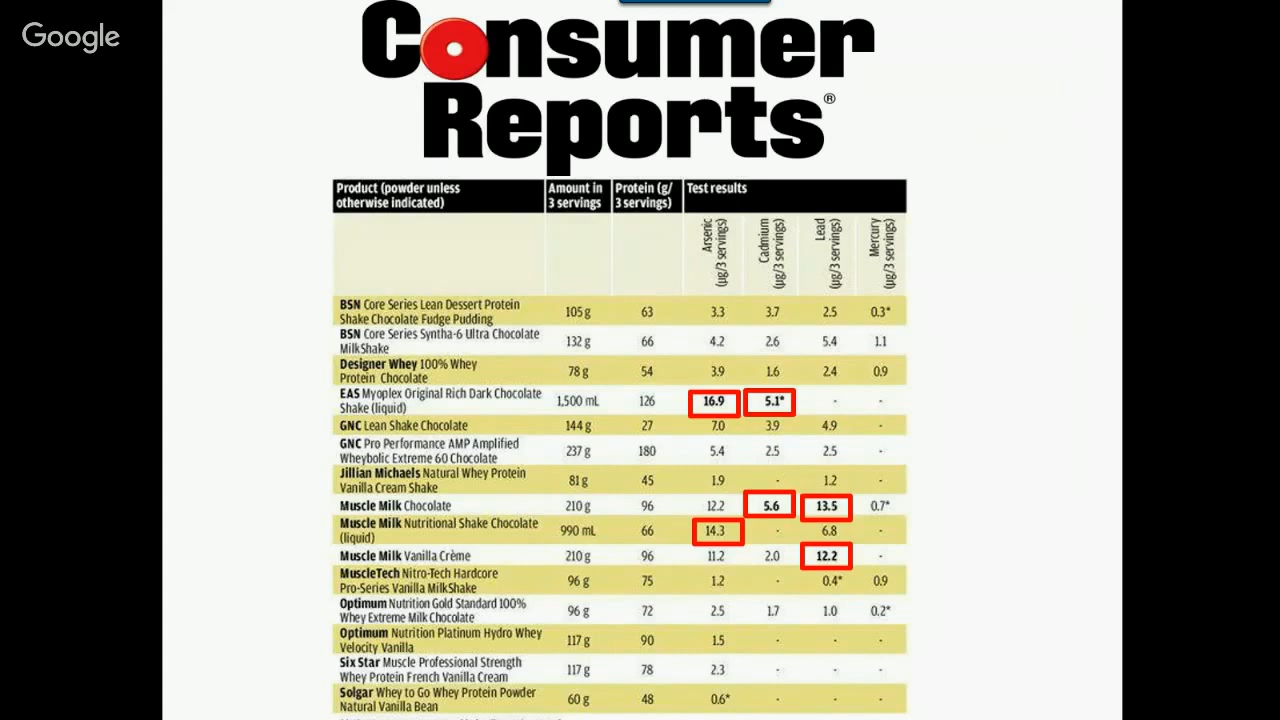 Google
Consumer
Reports®
Product (powder unless otherwise indicated) Amount in 3 servings Protein (g/ 3 servings) Test results
Arsenic (µg/3 servings) Cadmium (µg/3 servings) Lead (µg/3 servings) Mercury (µg/3 servings)
BSN Core Series Lean Dessert Protein Shake Chocolate Fudge Pudding 105 g 63 3.3 3.7 2.5 0.3*
BSN Core Series Syntha-6 Ultra Chocolate MilkShake 132 g 66 4.2 2.6 5.4 1.1
Designer Whey 100% Whey Protein Chocolate 78 g 54 3.9 1.6 2.4 0.9
EAS Myoplex Original Rich Dark Chocolate Shake (liquid) 1,500 mL 126 16.9 5.1* - -
GNC Lean Shake Chocolate 144 g 27 7.0 3.9 4.9 -
GNC Pro Performance AMP Amplified Wheybolic Extreme 60 Chocolate 237 g 180 5.4 2.5 2.5 -
Jillian Michaels Natural Whey Protein Vanilla Cream Shake 81 g 45 1.9 - 1.2 -
Muscle Milk Chocolate 210 g 96 12.2 5.6 13.5 0.7*
Muscle Milk Nutritional Shake Chocolate (liquid) 990 mL 66 14.3 - 6.8 -
Muscle Milk Vanilla Crème 210 g 96 11.2 2.0 12.2 -
MuscleTech Nitro-Tech Hardcore Pro-Series Vanilla MilkShake 96 g 75 1.2 - 0.4* 0.9
Optimum Nutrition Gold Standard 100% Whey Extreme Milk Chocolate 96 g 72 2.5 1.7 1.0 0.2*
Optimum Nutrition Platinum Hydro Whey Velocity Vanilla 117 g 90 1.5 - - -
Six Star Muscle Professional Strength Whey Protein French Vanilla Cream 117 g 78 2.3 - - -
Solgar Whey to Go Whey Protein Powder Natural Vanilla Bean 60 g 48 0.6* - - -